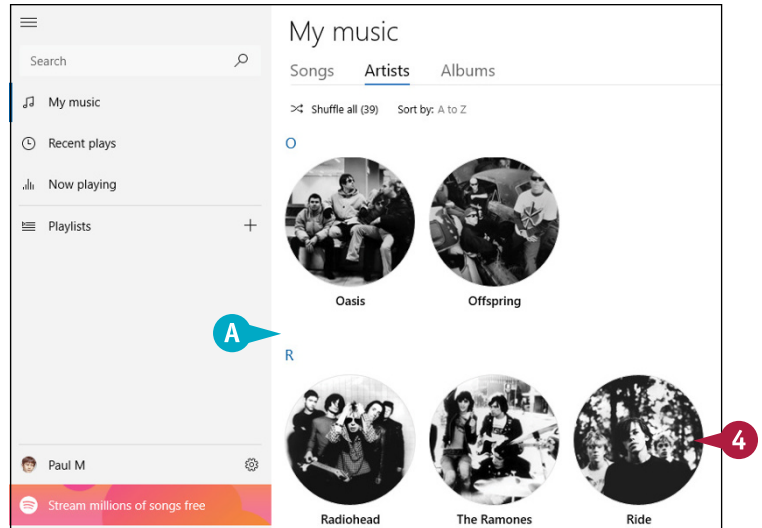 My music
Search
Songs Artists Albums
My music
Shuffle all (39) Sort by: A to Z
Recent plays
O
Now playing
Playlists
Oasis Offspring
A
R
4
Paul M
Stream millions of songs free
Radiohead The Ramones Ride